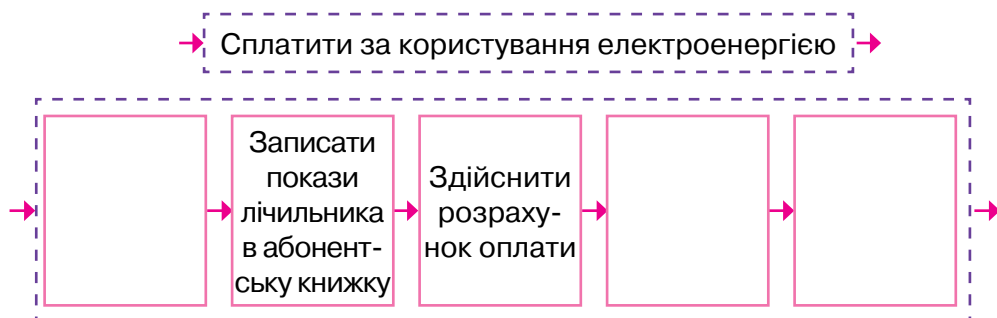 Сплатити за користування електроенергією
Записати
покази
лічильника
в абонент-
ську книжку
Здійснити
розраху-
нок оплати